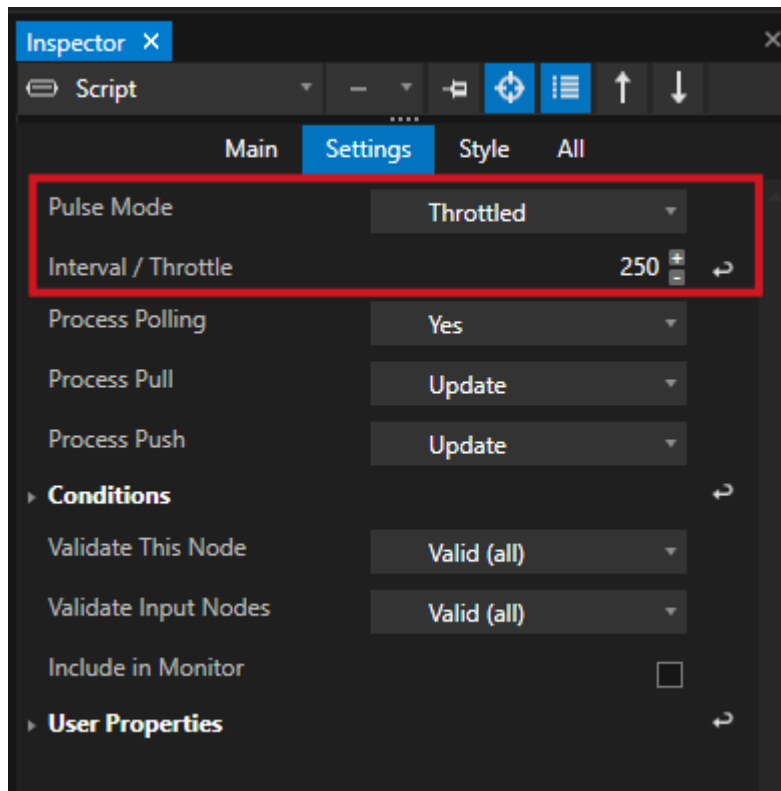 Inspector
Script
Main Settings Style All
Pulse Mode Throttled
Interval / Throttle 250
Process Polling Yes
Process Pull Update
Process Push Update
Conditions
Validate This Node Valid (all)
Validate Input Nodes Valid (all)
Include in Monitor
User Properties